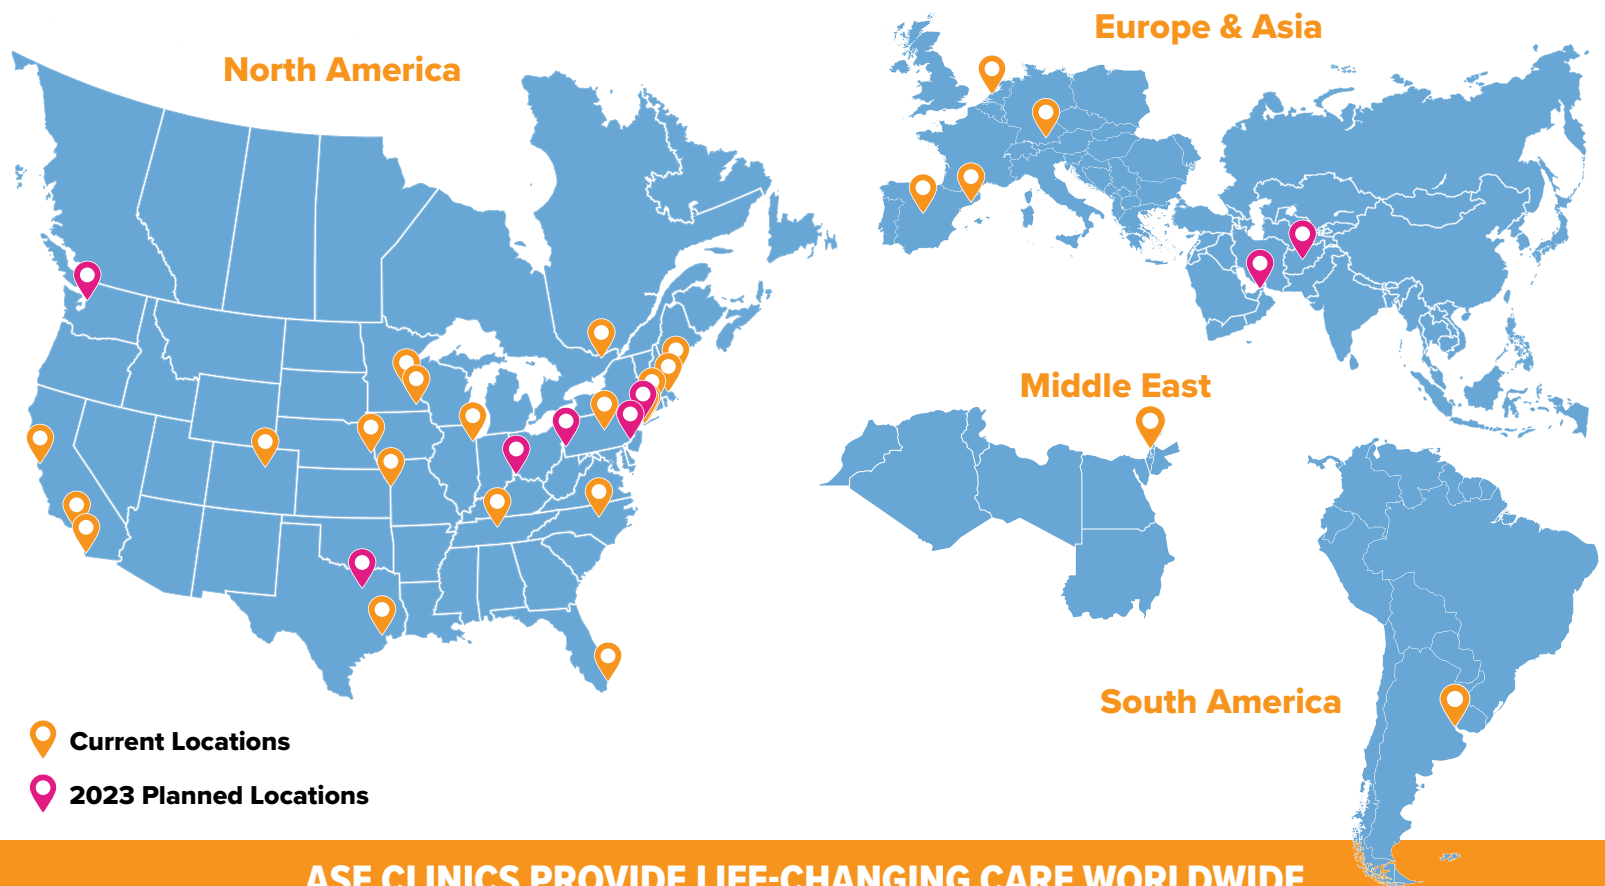 North America
Europe & Asia
Middle East
South America
Current Locations
2023 Planned Locations
ASE CLINICS PROVIDE LIFE-CHANGING CARE WORLDWIDE